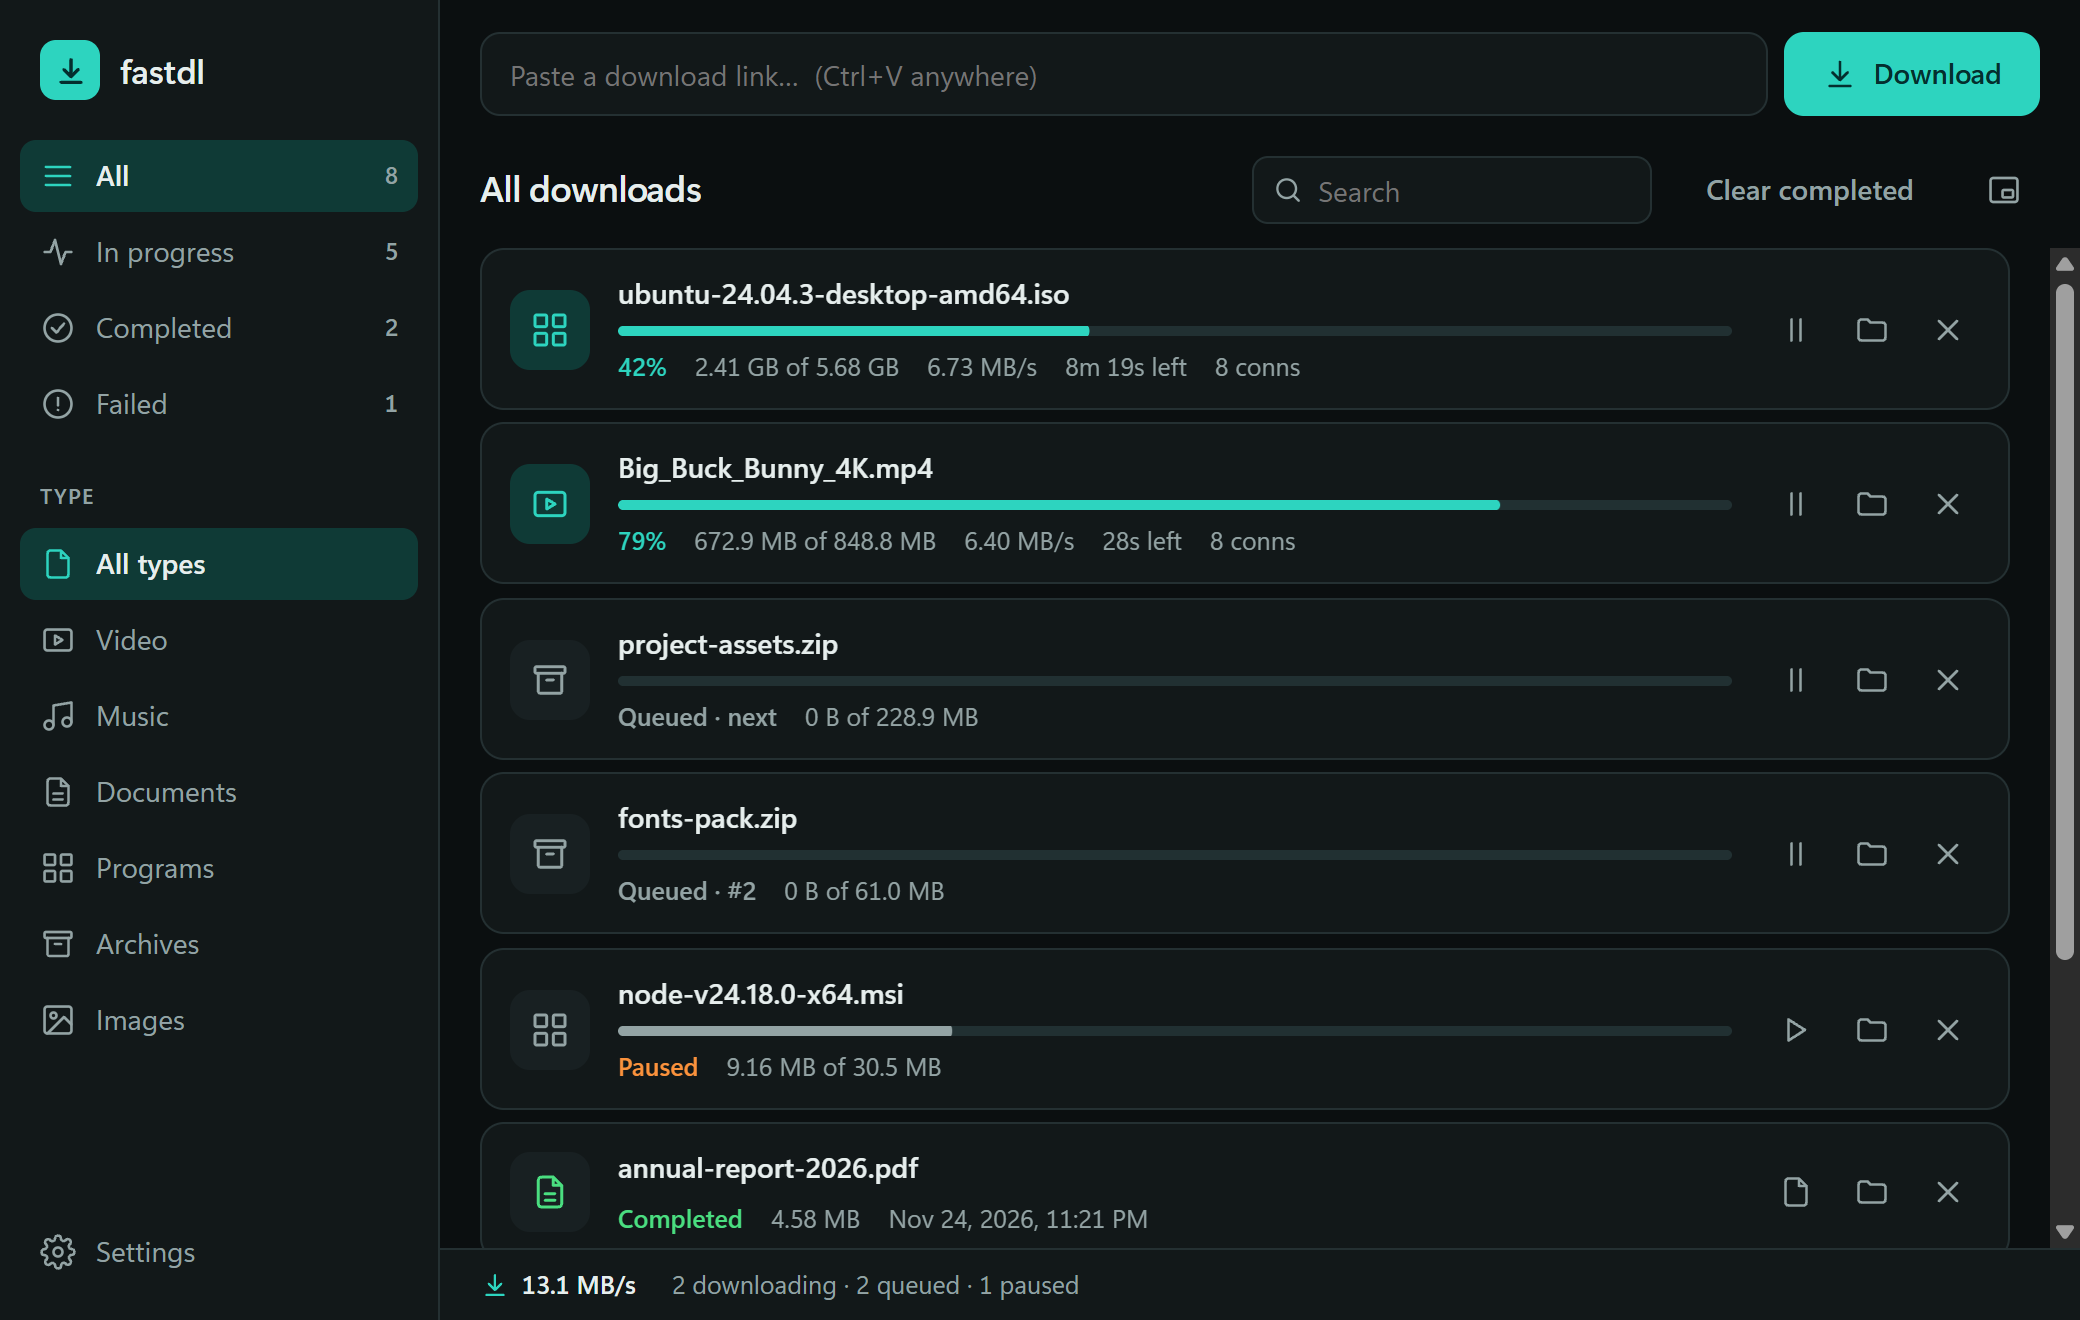 fastdl
All 8
In progress 5
Completed 2
Failed 1
TYPE
All types
Video
Music
Documents
Programs
Archives
Images
Settings
Paste a download link... (Ctrl+V anywhere)
Download
All downloads
Search
Clear completed
ubuntu-24.04.3-desktop-amd64.iso
42% 2.41 GB of 5.68 GB 6.73 MB/s 8m 19s left 8 conns
Big_Buck_Bunny_4K.mp4
79% 672.9 MB of 848.8 MB 6.40 MB/s 28s left 8 conns
project-assets.zip
Queued · next 0 B of 228.9 MB
fonts-pack.zip
Queued · #2 0 B of 61.0 MB
node-v24.18.0-x64.msi
Paused 9.16 MB of 30.5 MB
annual-report-2026.pdf
Completed 4.58 MB Nov 24, 2026, 11:21 PM
13.1 MB/s 2 downloading · 2 queued · 1 paused